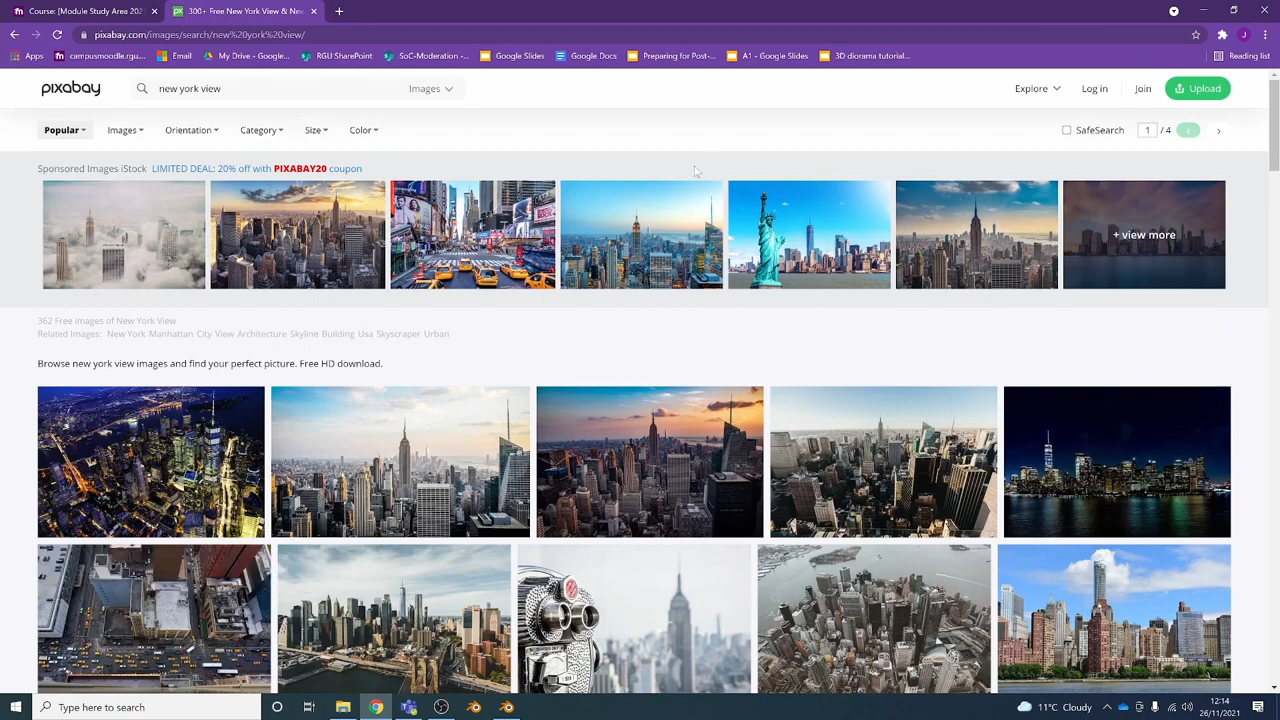 Course: [moodle] New York 2021
300+ Free New York View
pixabay.com/images/search/new%20york%20view/
Apps
campusmoodle.rgu...
Email
My Drive - Google...
RGU SharePoint
SoC-Moderation -...
Google Slides
Google Docs
Preparing for Post-...
A1 - Google Slides
3D diorama tutorial...
Reading list
pixabay
new york view
Images
Explore
Log in
Join
Upload
Popular
Images
Orientation
Category
Size
Color
SafeSearch
1 / 4
Sponsored Images iStock LIMITED DEAL: 20% off with PIXABAY20 coupon
+ view more
362 Free images of New York View
Related Images: New York Manhattan City View Architecture Skyline Building Usa Skyscraper Urban
Browse new york view images and find your perfect picture. Free HD download.
Type here to search
11°C Cloudy
12:14
26/11/2021